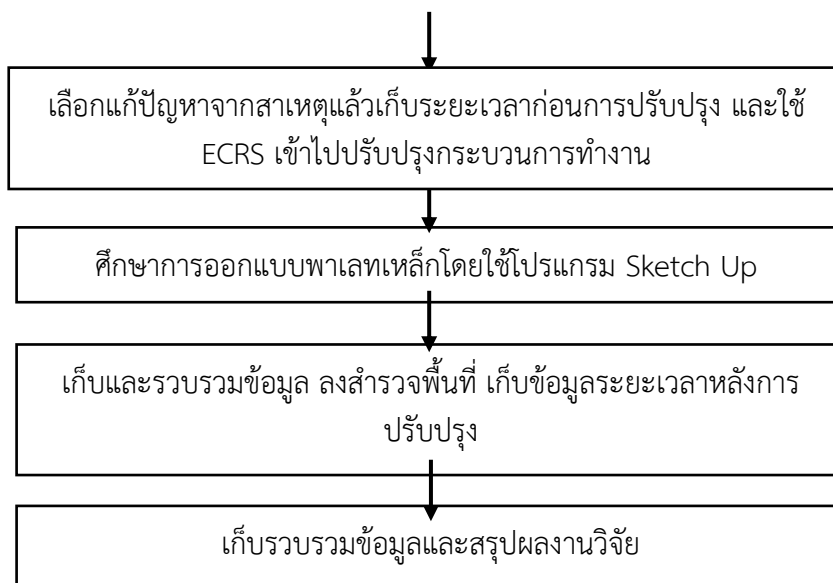 เลือกแก้ปัญหาจากสาเหตุแล้วเก็บระยะเวลาก่อนการปรับปรุง และใช้
ECRS เข้าไปปรับปรุงกระบวนการทำงาน
ศึกษาการออกแบบพาเลทเหล็กโดยใช้โปรแกรม Sketch Up
เก็บและรวบรวมข้อมูล ลงสำรวจพื้นที่ เก็บข้อมูลระยะเวลาหลังการ
ปรับปรุง
เก็บรวบรวมข้อมูลและสรุปผลงานวิจัย